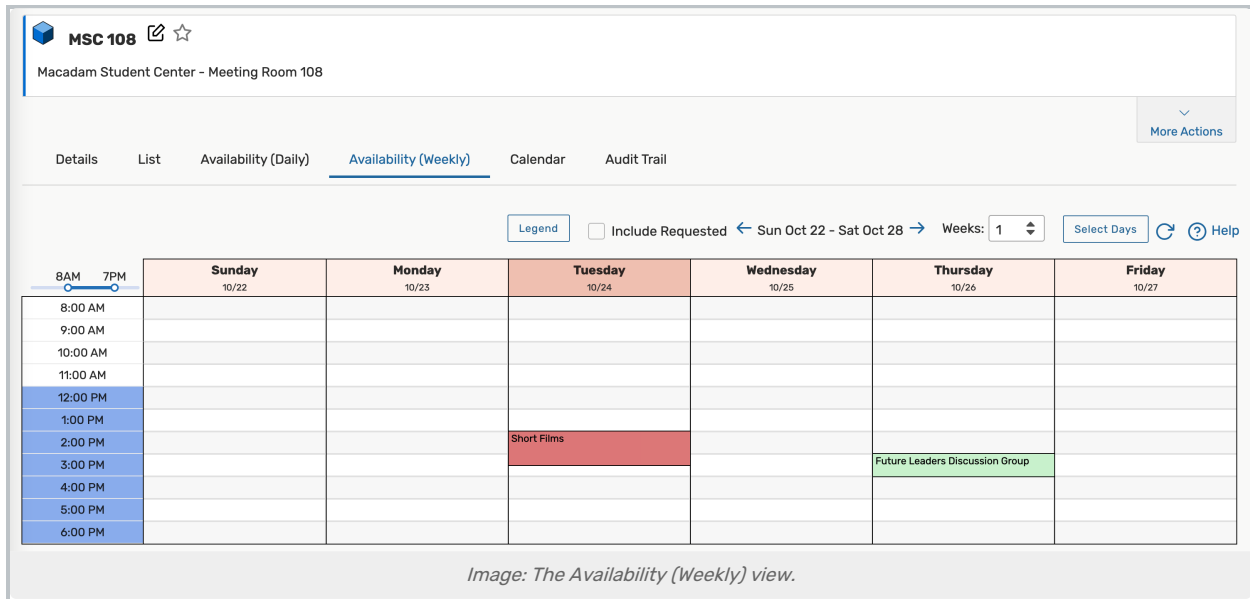 MSC 108
Macadam Student Center - Meeting Room 108
More Actions
Details List Availability (Daily) Availability (Weekly) Calendar Audit Trail
Legend Include Requested Sun Oct 22 - Sat Oct 28 Weeks: 1 Select Days Help
8AM 7PM Sunday Monday Tuesday Wednesday Thursday Friday
10/22 10/23 10/24 10/25 10/26 10/27
8:00 AM
9:00 AM
10:00 AM
11:00 AM
12:00 PM
1:00 PM
2:00 PM Short Films
3:00 PM Future Leaders Discussion Group
4:00 PM
5:00 PM
6:00 PM
Image: The Availability (Weekly) view.